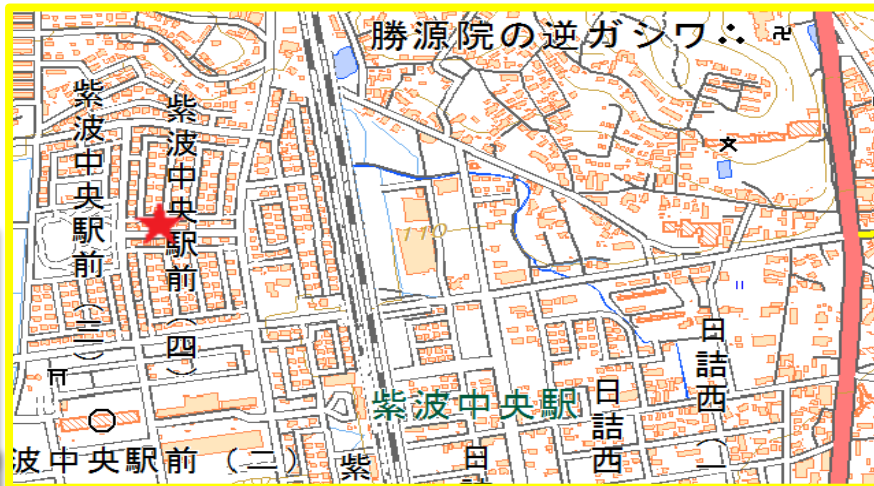 勝源院の逆ガシワ
紫波中央駅前（三）
紫波中央駅前（四）
110
日詰西（一
紫波中央駅
日詰西
波中央駅前（二）
紫
日詰